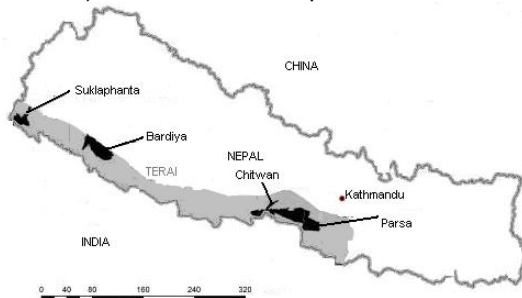 CHINA
Suklaphanta
Bardiya
NEPAL
TERAI
Chitwan
Kathmandu
Parsa
INDIA
0 40 80 160 240 320